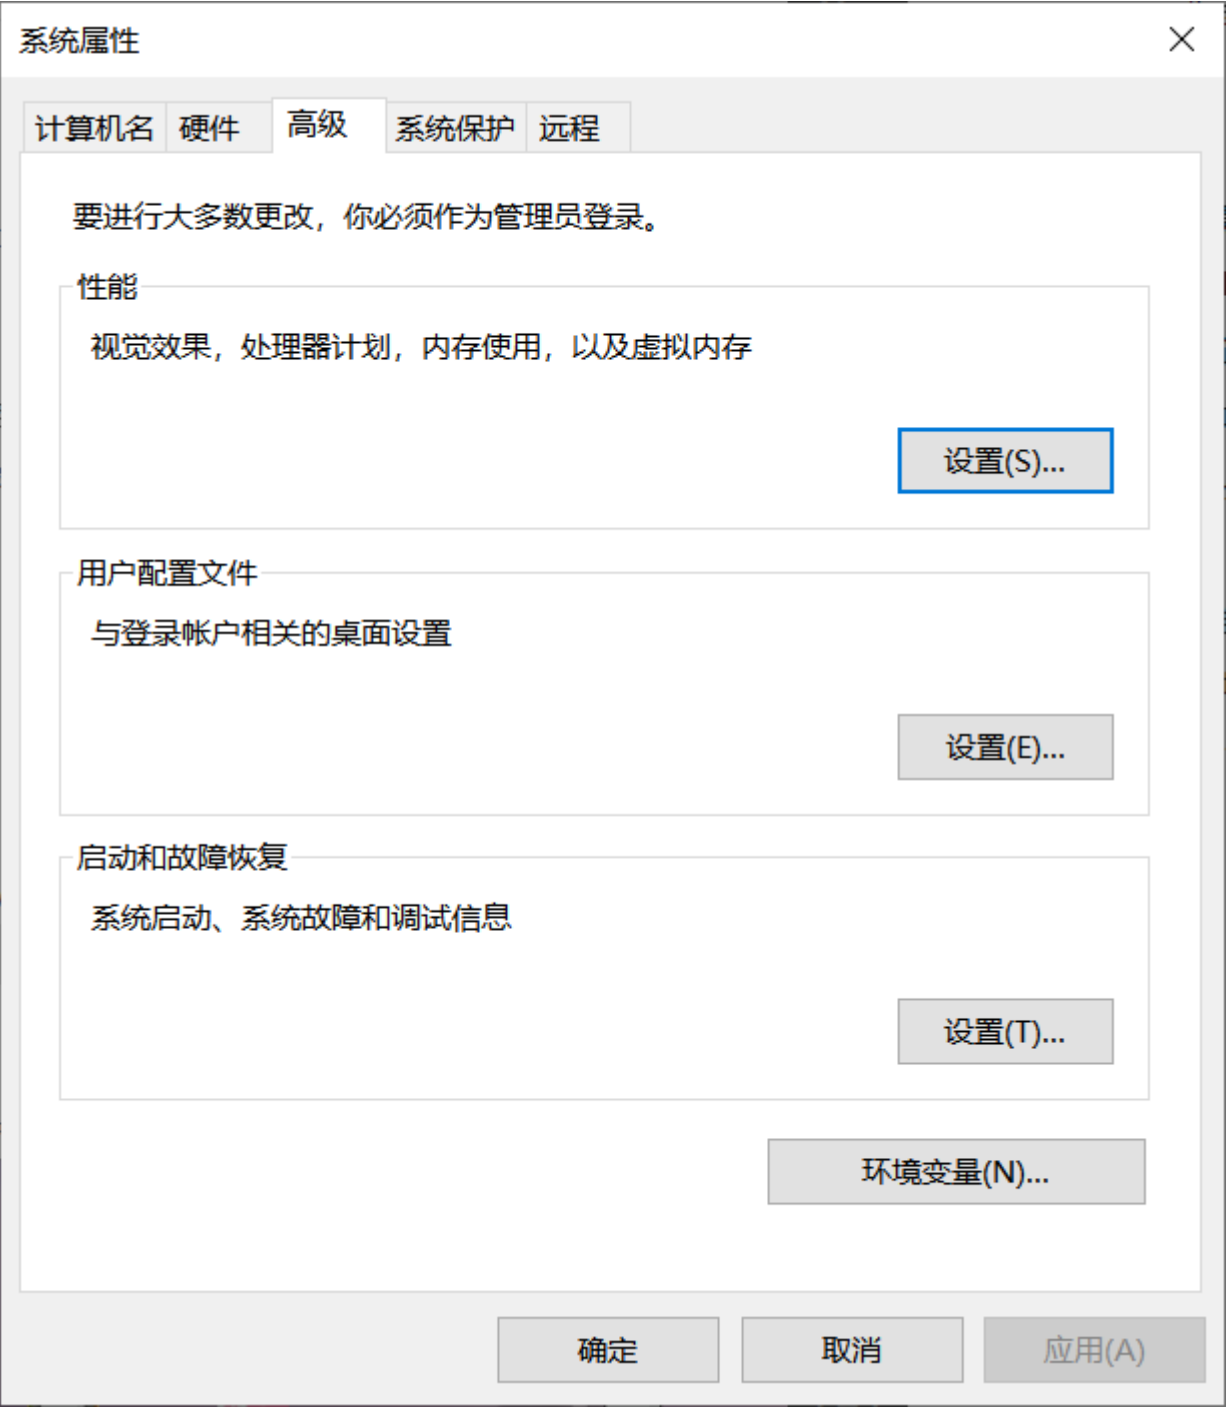 系统属性
计算机名 硬件 高级 系统保护 远程
要进行大多数更改，你必须作为管理员登录。
性能
视觉效果，处理器计划，内存使用，以及虚拟内存
设置(S)...
用户配置文件
与登录帐户相关的桌面设置
设置(E)...
启动和故障恢复
系统启动、系统故障和调试信息
设置(T)...
环境变量(N)...
确定 取消 应用(A)